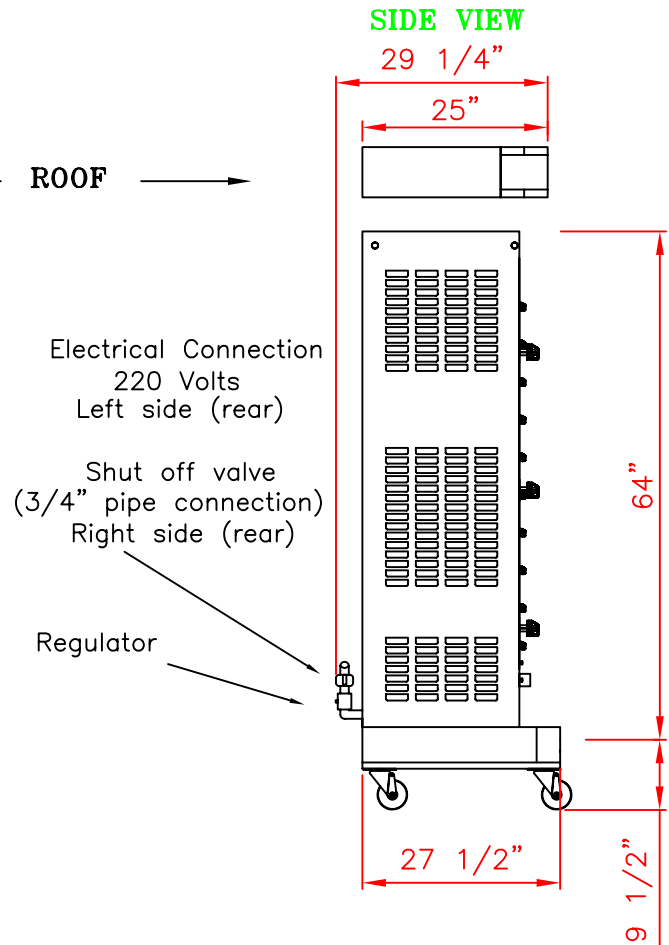 SIDE VIEW
29 1/4”
25”
ROOF
Electrical Connection
220 Volts
Left side (rear)
Shut off valve
(3/4” pipe connection)
Right side (rear)
Regulator
64”
27 1/2”
9 1/2”